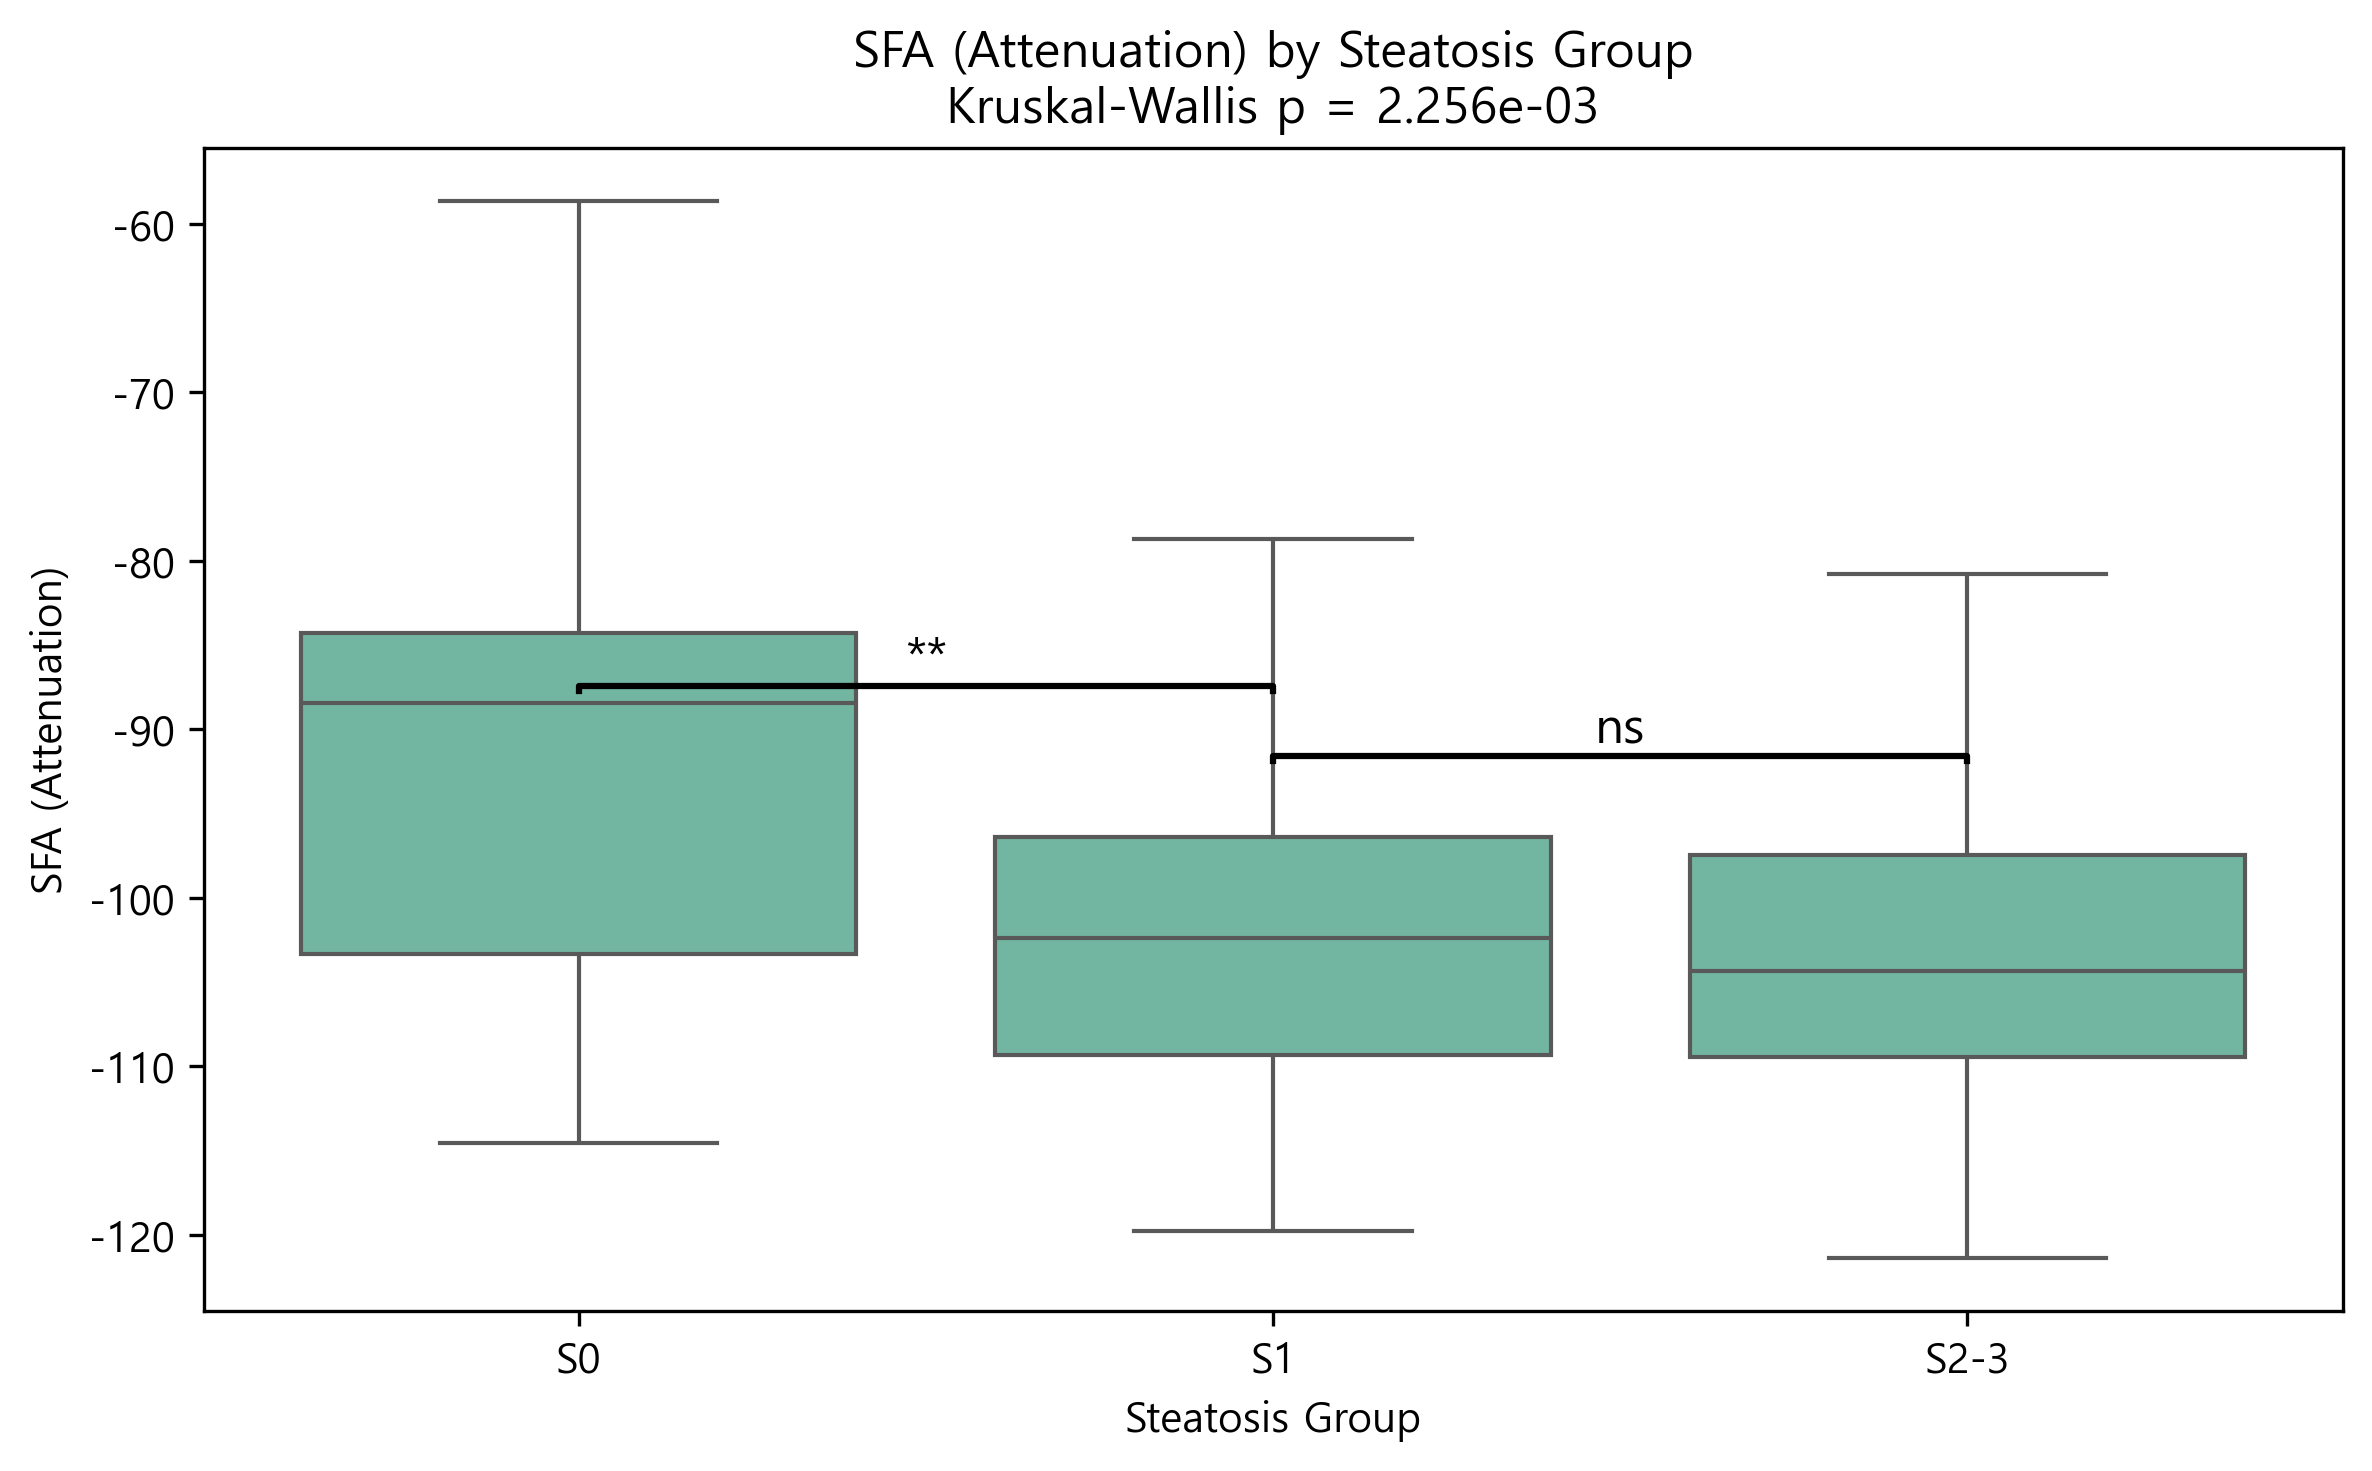 SFA (Attenuation) by Steatosis Group
Kruskal-Wallis p = 2.256e-03
SFA (Attenuation)
-60
-70
-80
-90
-100
-110
-120
**
ns
S0
S1
S2-3
Steatosis Group